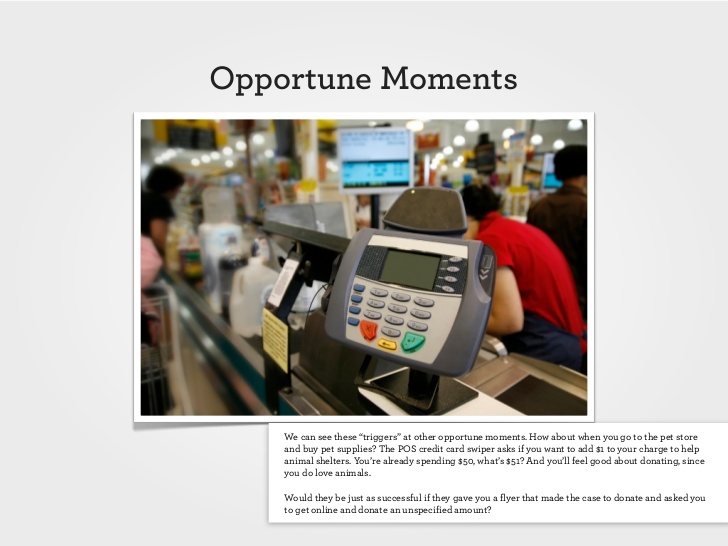 Opportune Moments
We can see these “triggers” at other opportune moments. How about when you go to the pet store
and buy pet supplies? The POS credit card swiper asks if you want to add $1 to your charge to help
animal shelters. You’re already spending $50, what’s $51? And you’ll feel good about donating, since
you do love animals.
Would they be just as successful if they gave you a flyer that made the case to donate and asked you
to get online and donate an unspecified amount?